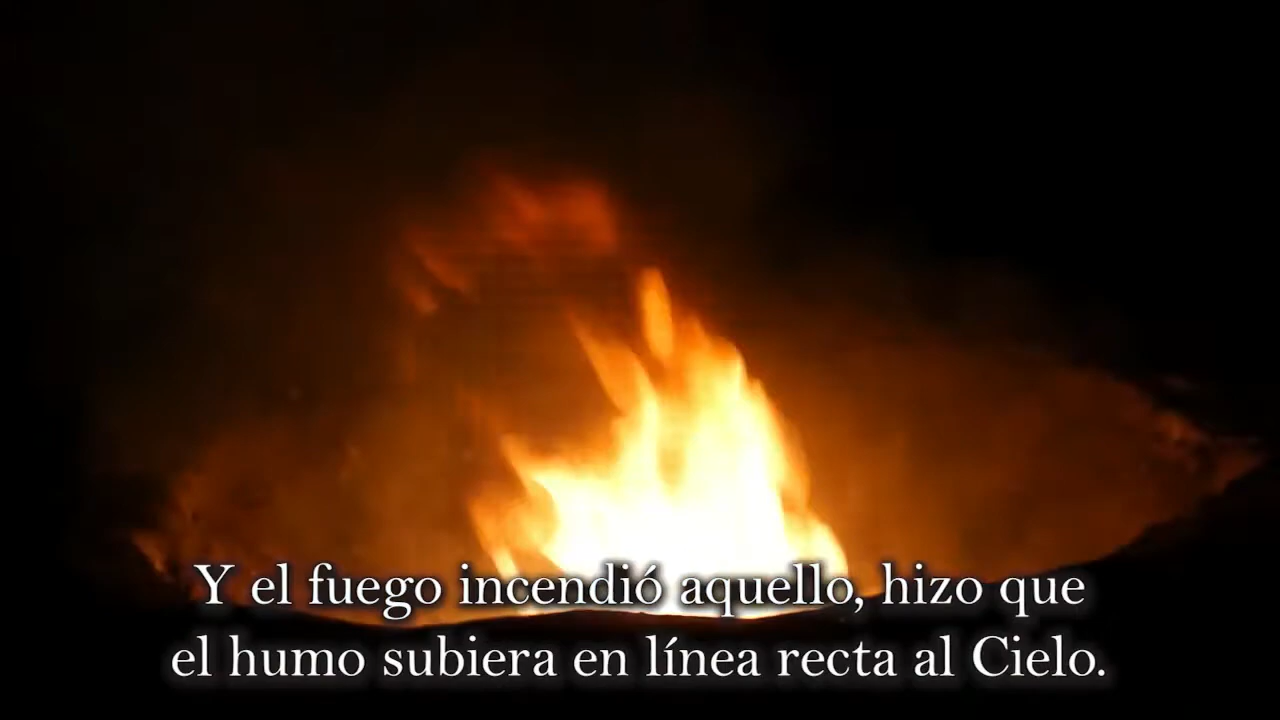 Y el fuego incendió aquello, hizo que
el humo subiera en línea recta al Cielo.